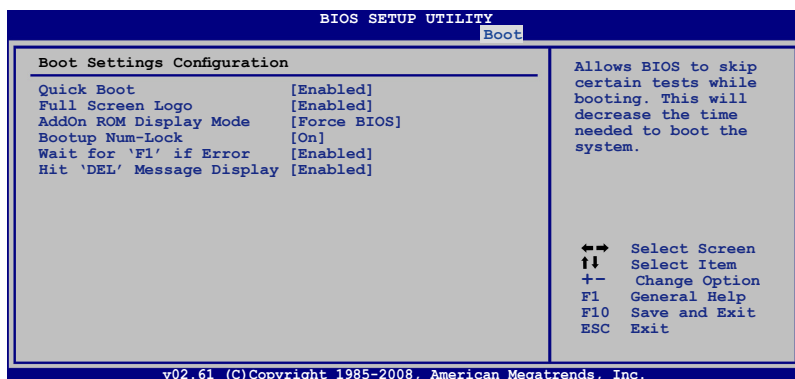 BIOS SETUP UTILITY
Boot
Boot Settings Configuration
Quick Boot [Enabled]
Full Screen Logo [Enabled]
AddOn ROM Display Mode [Force BIOS]
Bootup Num-Lock [On]
Wait for ‘F1’ if Error [Enabled]
Hit ‘DEL’ Message Display [Enabled]
Allows BIOS to skip
certain tests while
booting. This will
decrease the time
needed to boot the
system.
←→ Select Screen
↑↓ Select Item
+- Change Option
F1 General Help
F10 Save and Exit
ESC Exit
v02.61 (C)Copyright 1985-2008, American Megatrends, Inc.